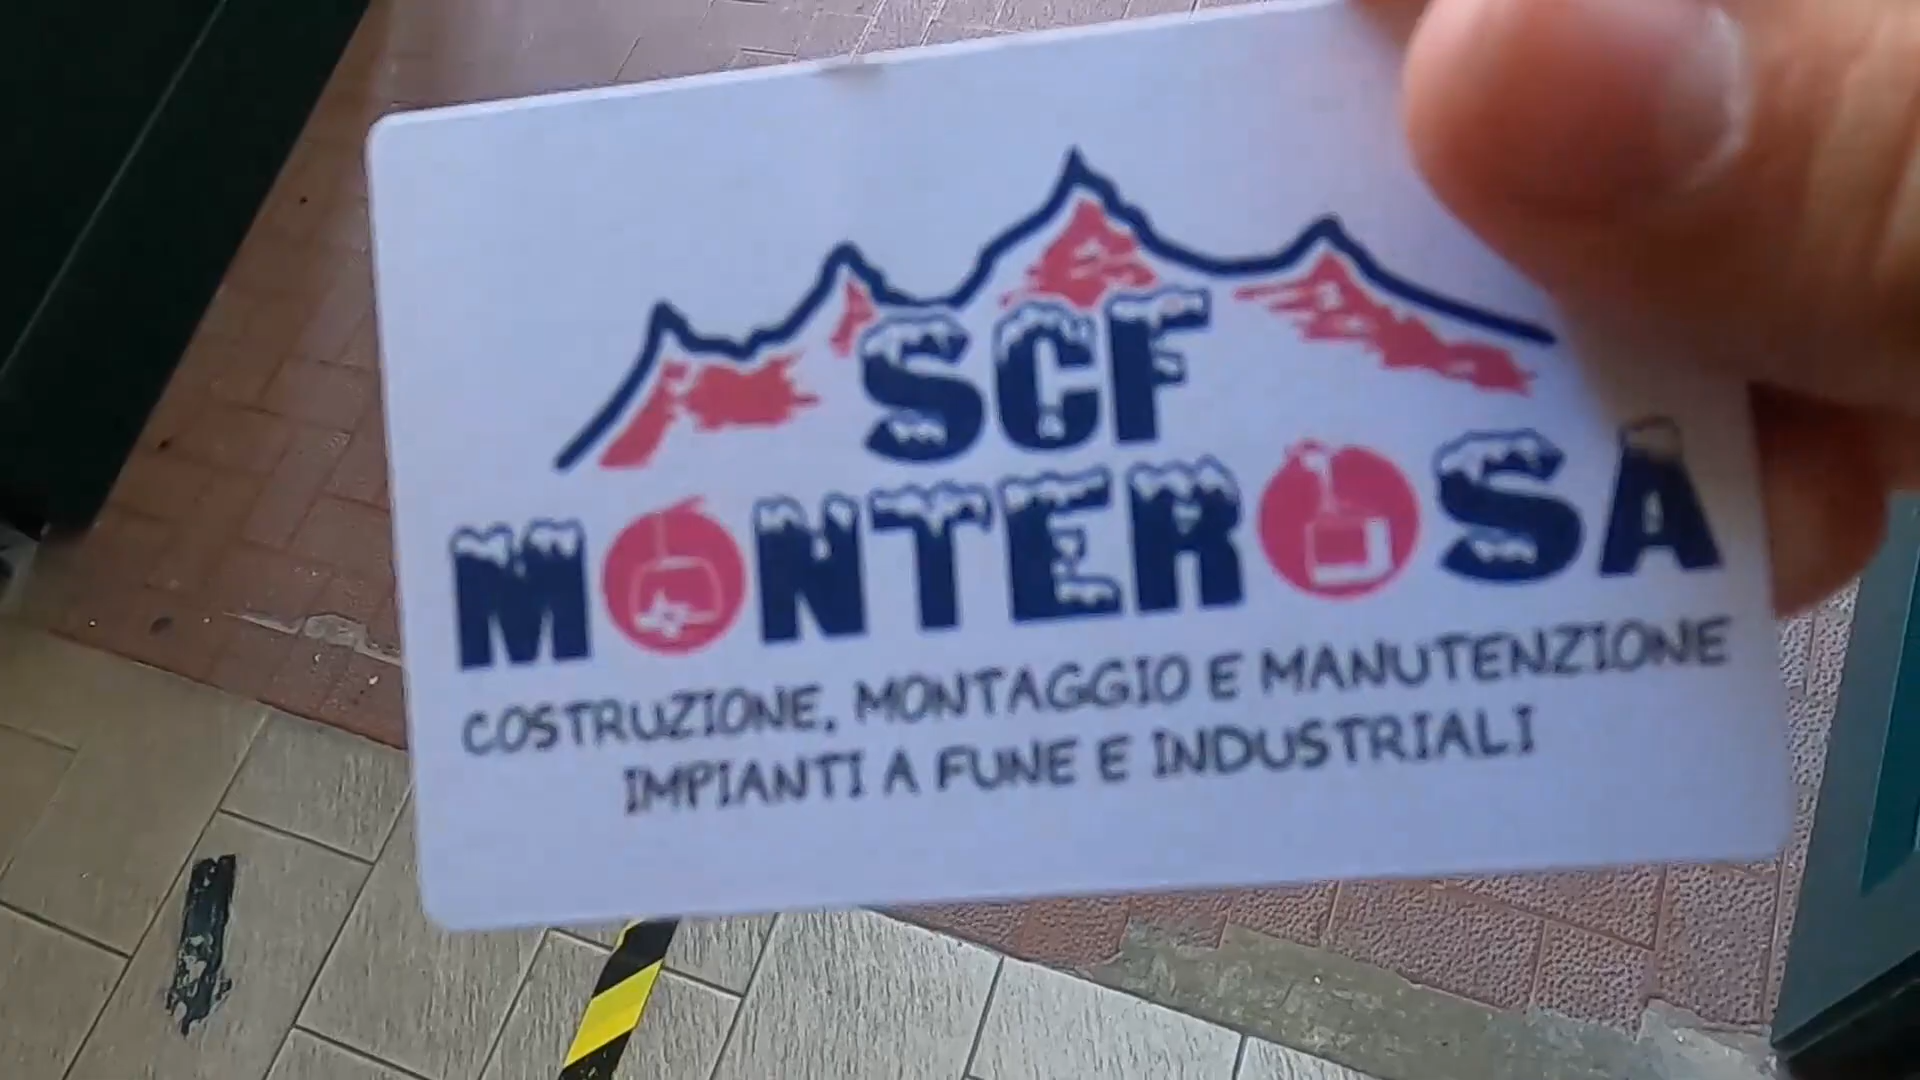 SCF
MONTEROSA
COSTRUZIONE, MONTAGGIO E MANUTENZIONE
IMPIANTI A FUNE E INDUSTRIALI